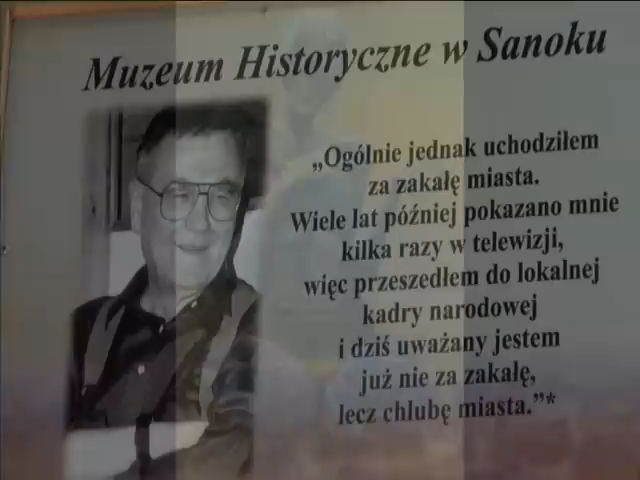 Muzeum Historyczne w Sanoku
„Ogólnie jednak uchodziłem
za zakałę miasta.
Wiele lat później pokazano mnie
kilka razy w telewizji,
więc przeszedłem do lokalnej
kadry narodowej
i dziś uważany jestem
już nie za zakałę,
lecz chlubę miasta.”*